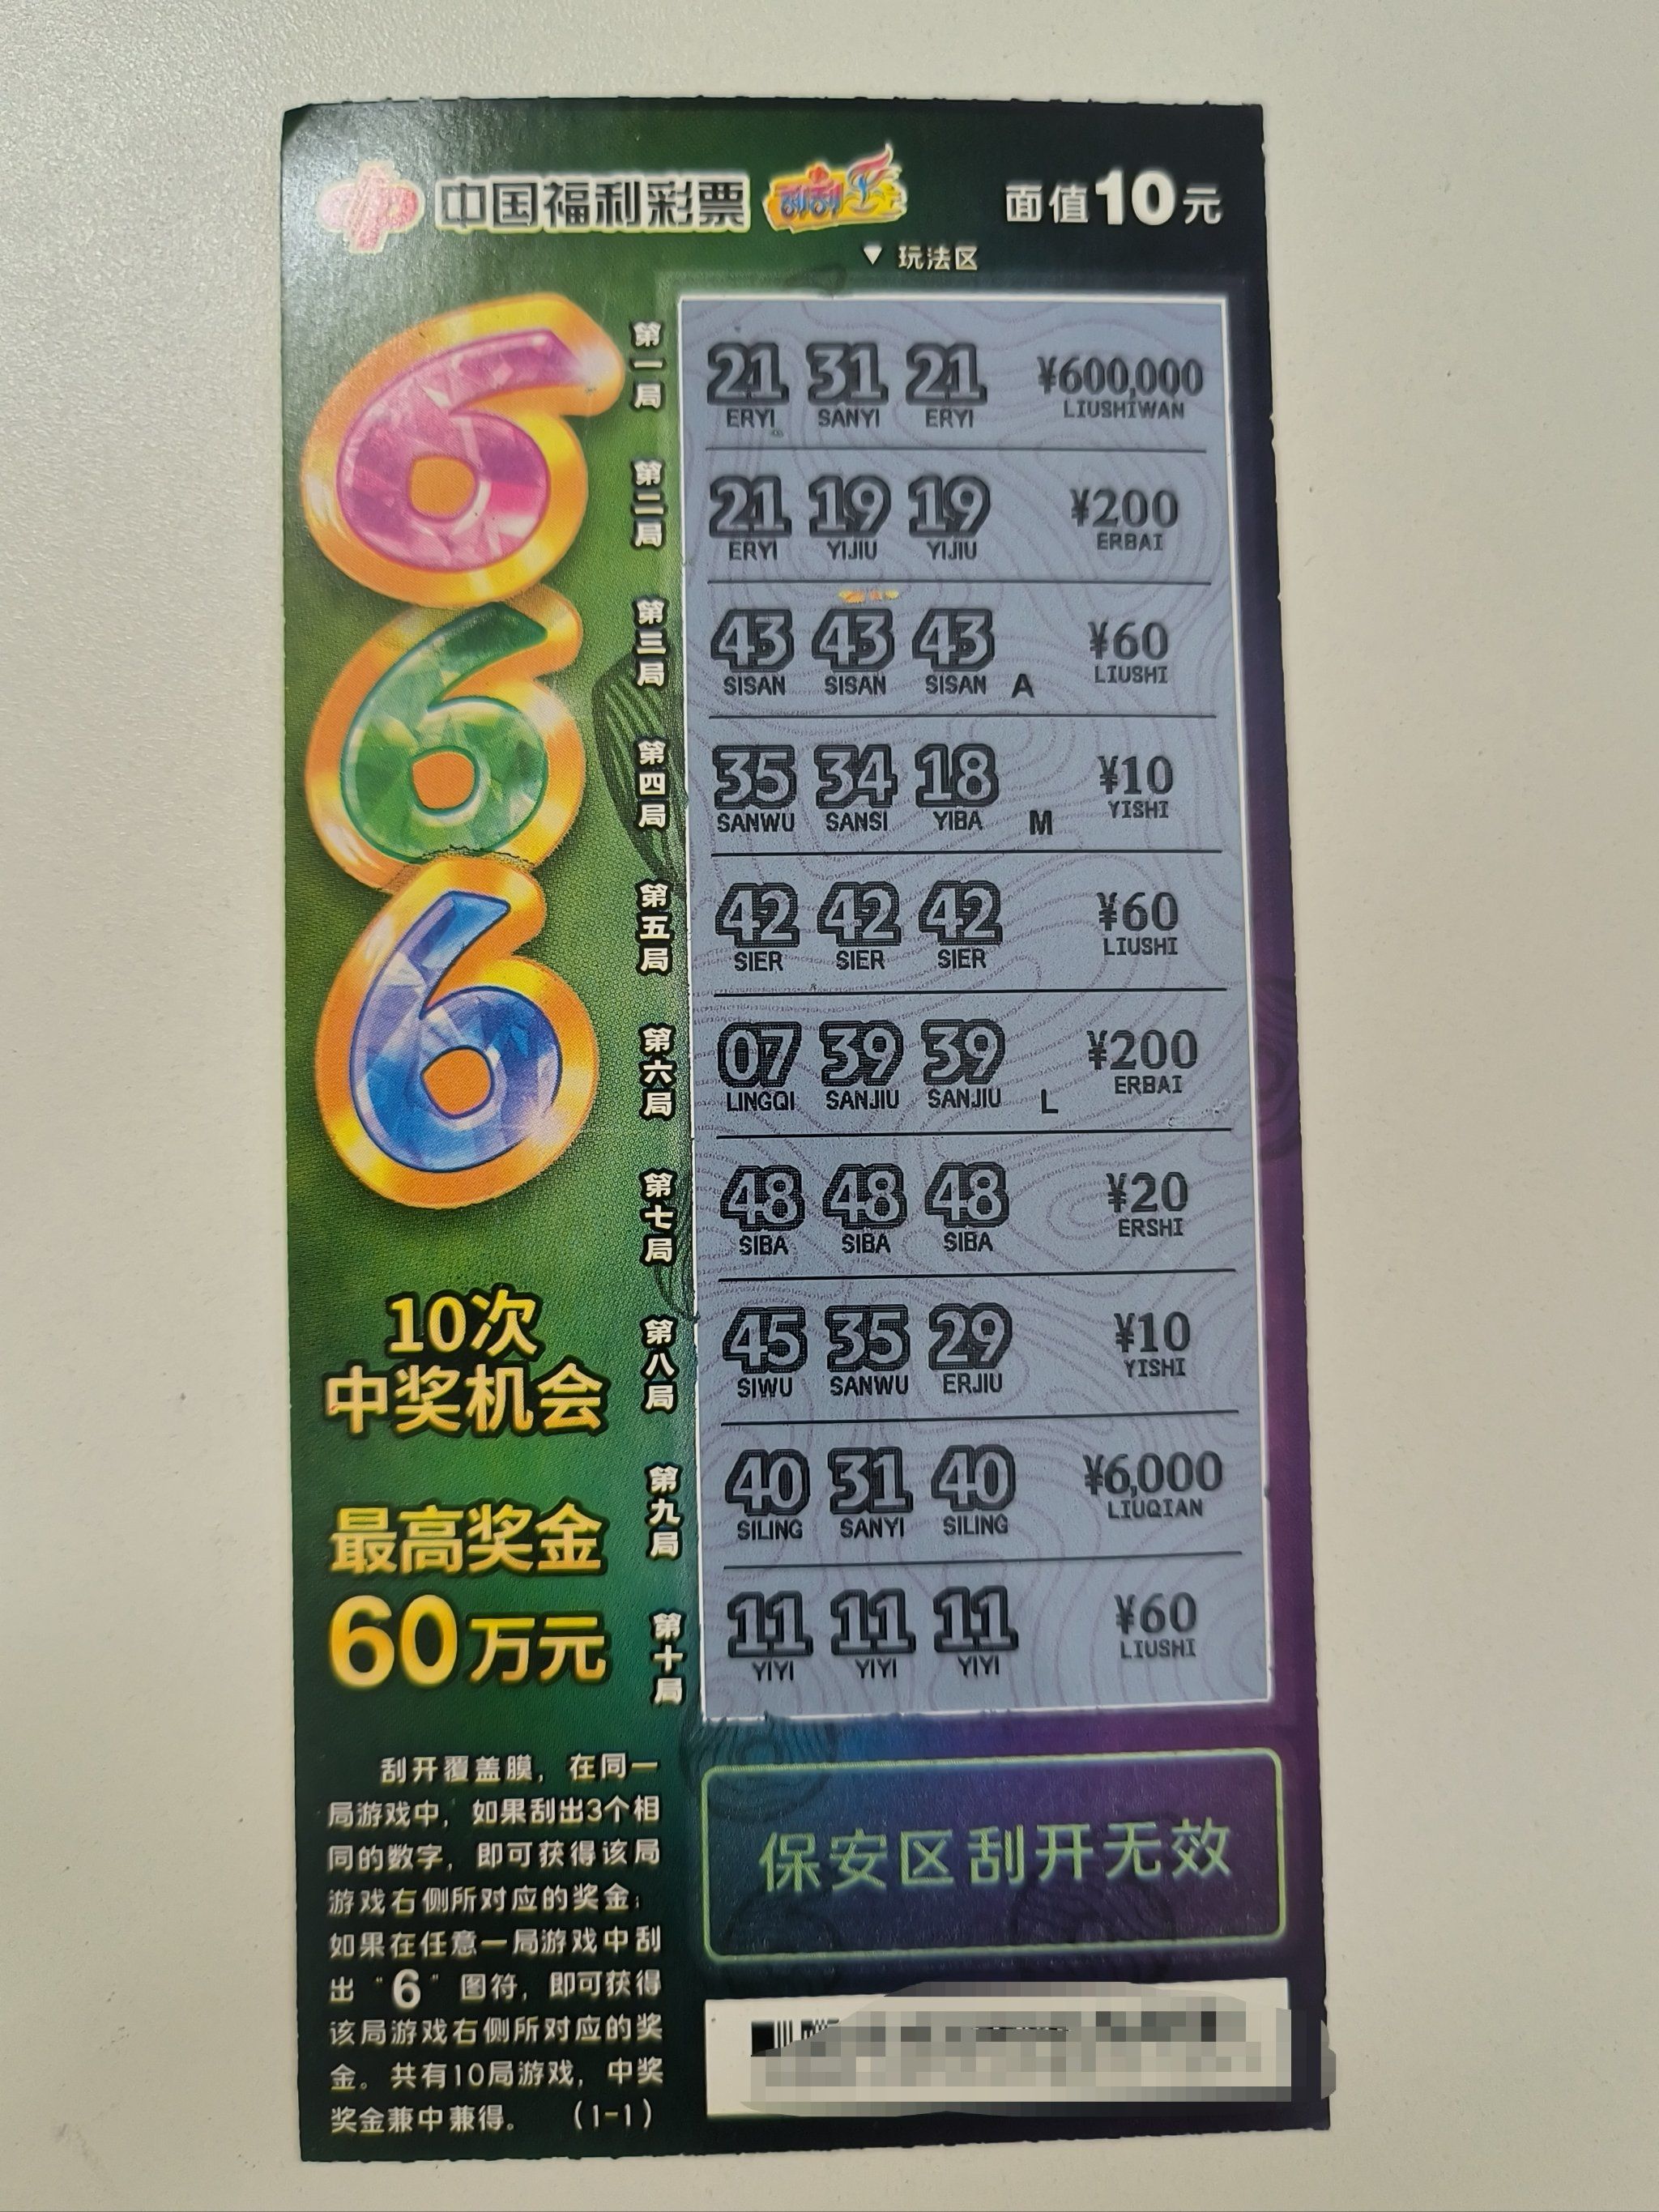 中国福利彩票 刮刮乐 面值10元
▼ 玩法区
666
第一局 21 31 21 ¥600,000
ERYI SANYI ERYI LIUSHIWAN
第二局 21 19 19 ¥200
ERYI YIJIU YIJIU ERBAI
第三局 43 43 43 ¥60
SISAN SISAN SISAN A LIUSHI
第四局 35 34 18 ¥10
SANWU SANSI YIBA M YISHI
第五局 42 42 42 ¥60
SIER SIER SIER LIUSHI
第六局 07 39 39 ¥200
LINGQI SANJIU SANJIU L ERBAI
第七局 48 48 48 ¥20
SIBA SIBA SIBA ERSHI
第八局 45 35 29 ¥10
SIWU SANWU ERJIU YISHI
第九局 40 31 40 ¥6,000
SILING SANYI SILING LIUQIAN
第十局 11 11 11 ¥60
YIYI YIYI YIYI LIUSHI
10次
中奖机会
最高奖金
60万元
刮开覆盖膜，在同一
局游戏中，如果刮出3个相
同的数字，即可获得该局
游戏右侧所对应的奖金；
如果在任意一局游戏中刮
出“6”图符，即可获得
该局游戏右侧所对应的奖
金。共有10局游戏，中奖
奖金兼中兼得。 （1-1）
保安区刮开无效